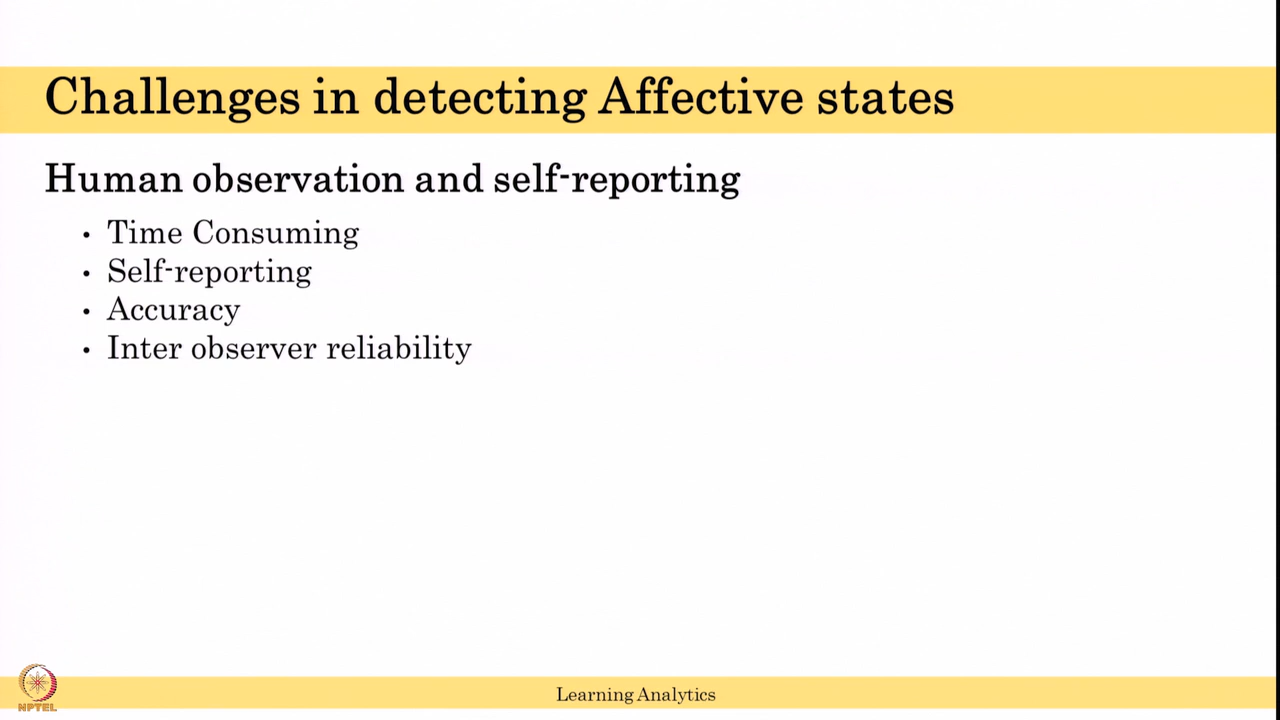 Challenges in detecting Affective states
Human observation and self-reporting
• Time Consuming
• Self-reporting
• Accuracy
• Inter observer reliability
NPTEL
Learning Analytics